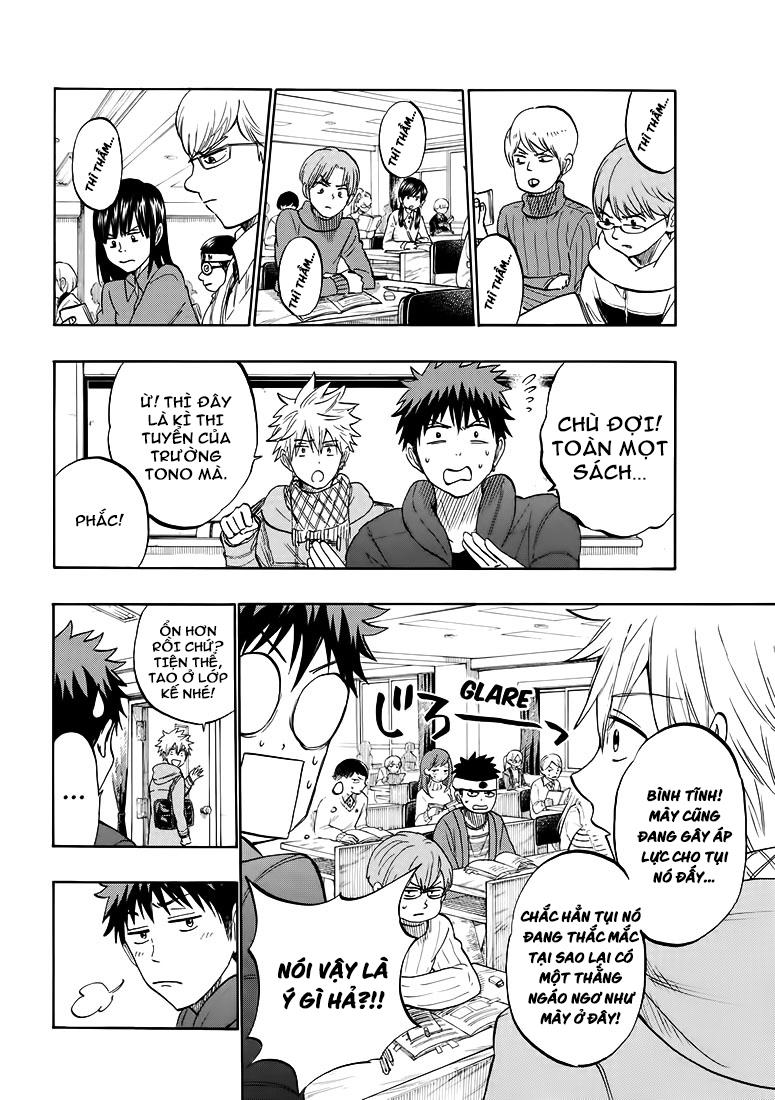 THÌ THẦM...
THÌ THẦM...
THÌ THẦM...
THÌ THẦM...
THÌ THẦM...
THÌ THẦM...
Ừ! THÌ ĐÂY
LÀ KÌ THI
TUYỂN CỦA
TRƯỜNG
TONO MÀ.
PHẮC!
CHÙ ĐỢI!
TOÀN MỌT
SÁCH...
ỔN HƠN
RỒI CHỨ?
TIỆN THỂ,
TAO Ở LỚP
KẾ NHÉ!
...
じろー
GLARE
BÌNH TĨNH!
MÀY CŨNG
ĐANG GÂY ÁP
LỰC CHO TỤI
NÓ ĐẤY...
CHẮC HẲN TỤI NÓ
ĐANG THẮC MẮC
TẠI SAO LẠI CÓ
MỘT THẰNG
NGÁO NGƠ NHƯ
MÀY Ở ĐÂY!
NÓI VẬY LÀ
Ý GÌ HẢ?!!